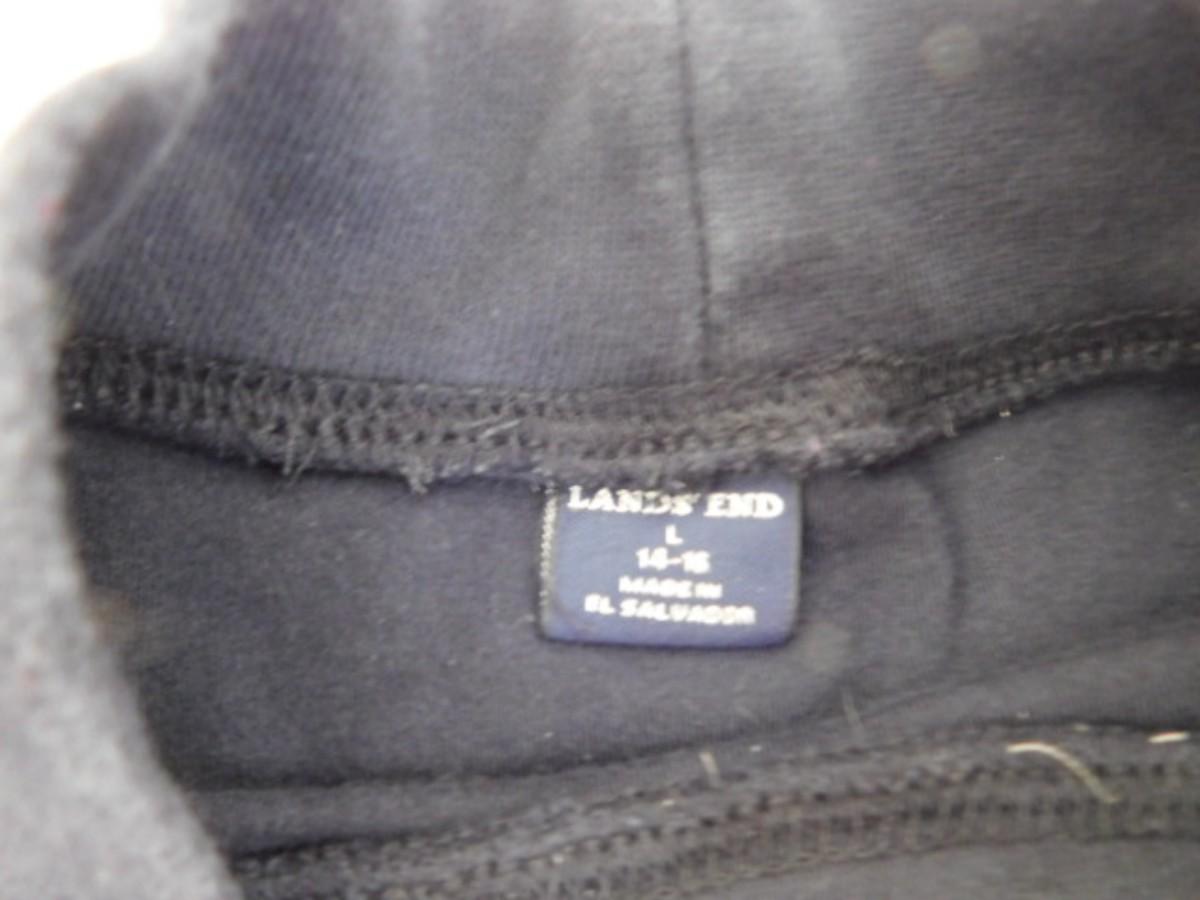 LANDS' END
L
14-16
MADE IN
EL SALVADOR